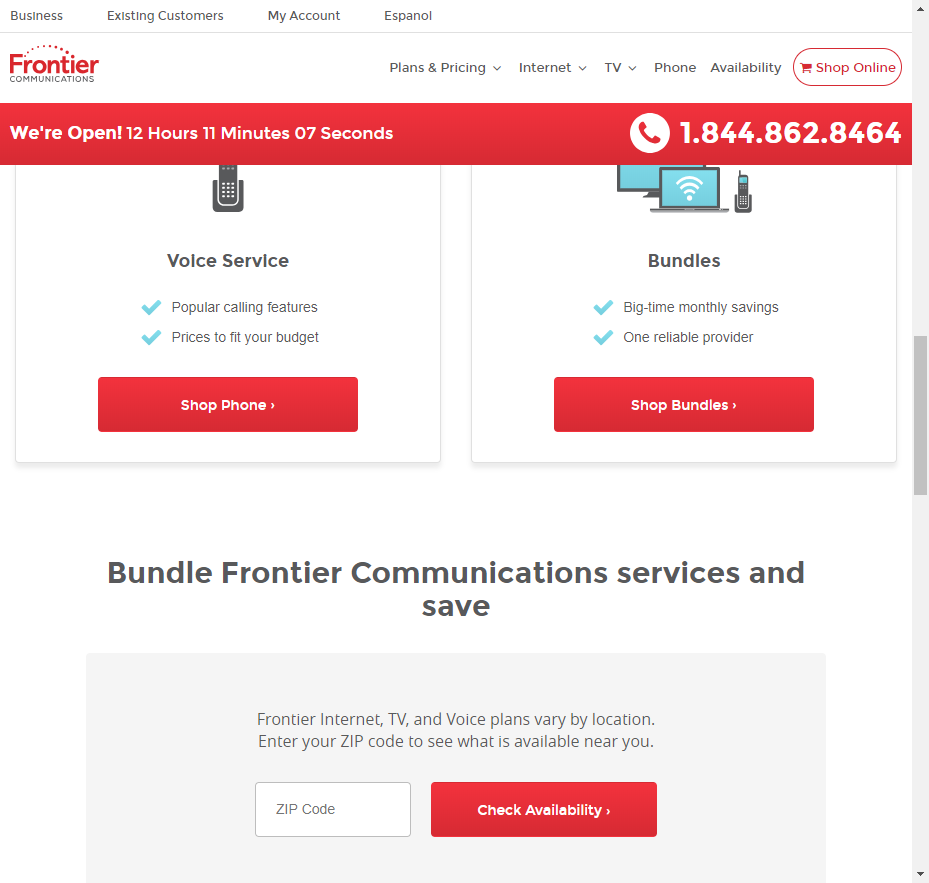 Business Existing Customers My Account Espanol
Frontier
COMMUNICATIONS
Plans & Pricing Internet TV Phone Availability Shop Online
We're Open! 12 Hours 11 Minutes 07 Seconds
1.844.862.8464
Voice Service
Popular calling features
Prices to fit your budget
Shop Phone ›
Bundles
Big-time monthly savings
One reliable provider
Shop Bundles ›
Bundle Frontier Communications services and
save
Frontier Internet, TV, and Voice plans vary by location.
Enter your ZIP code to see what is available near you.
ZIP Code
Check Availability ›